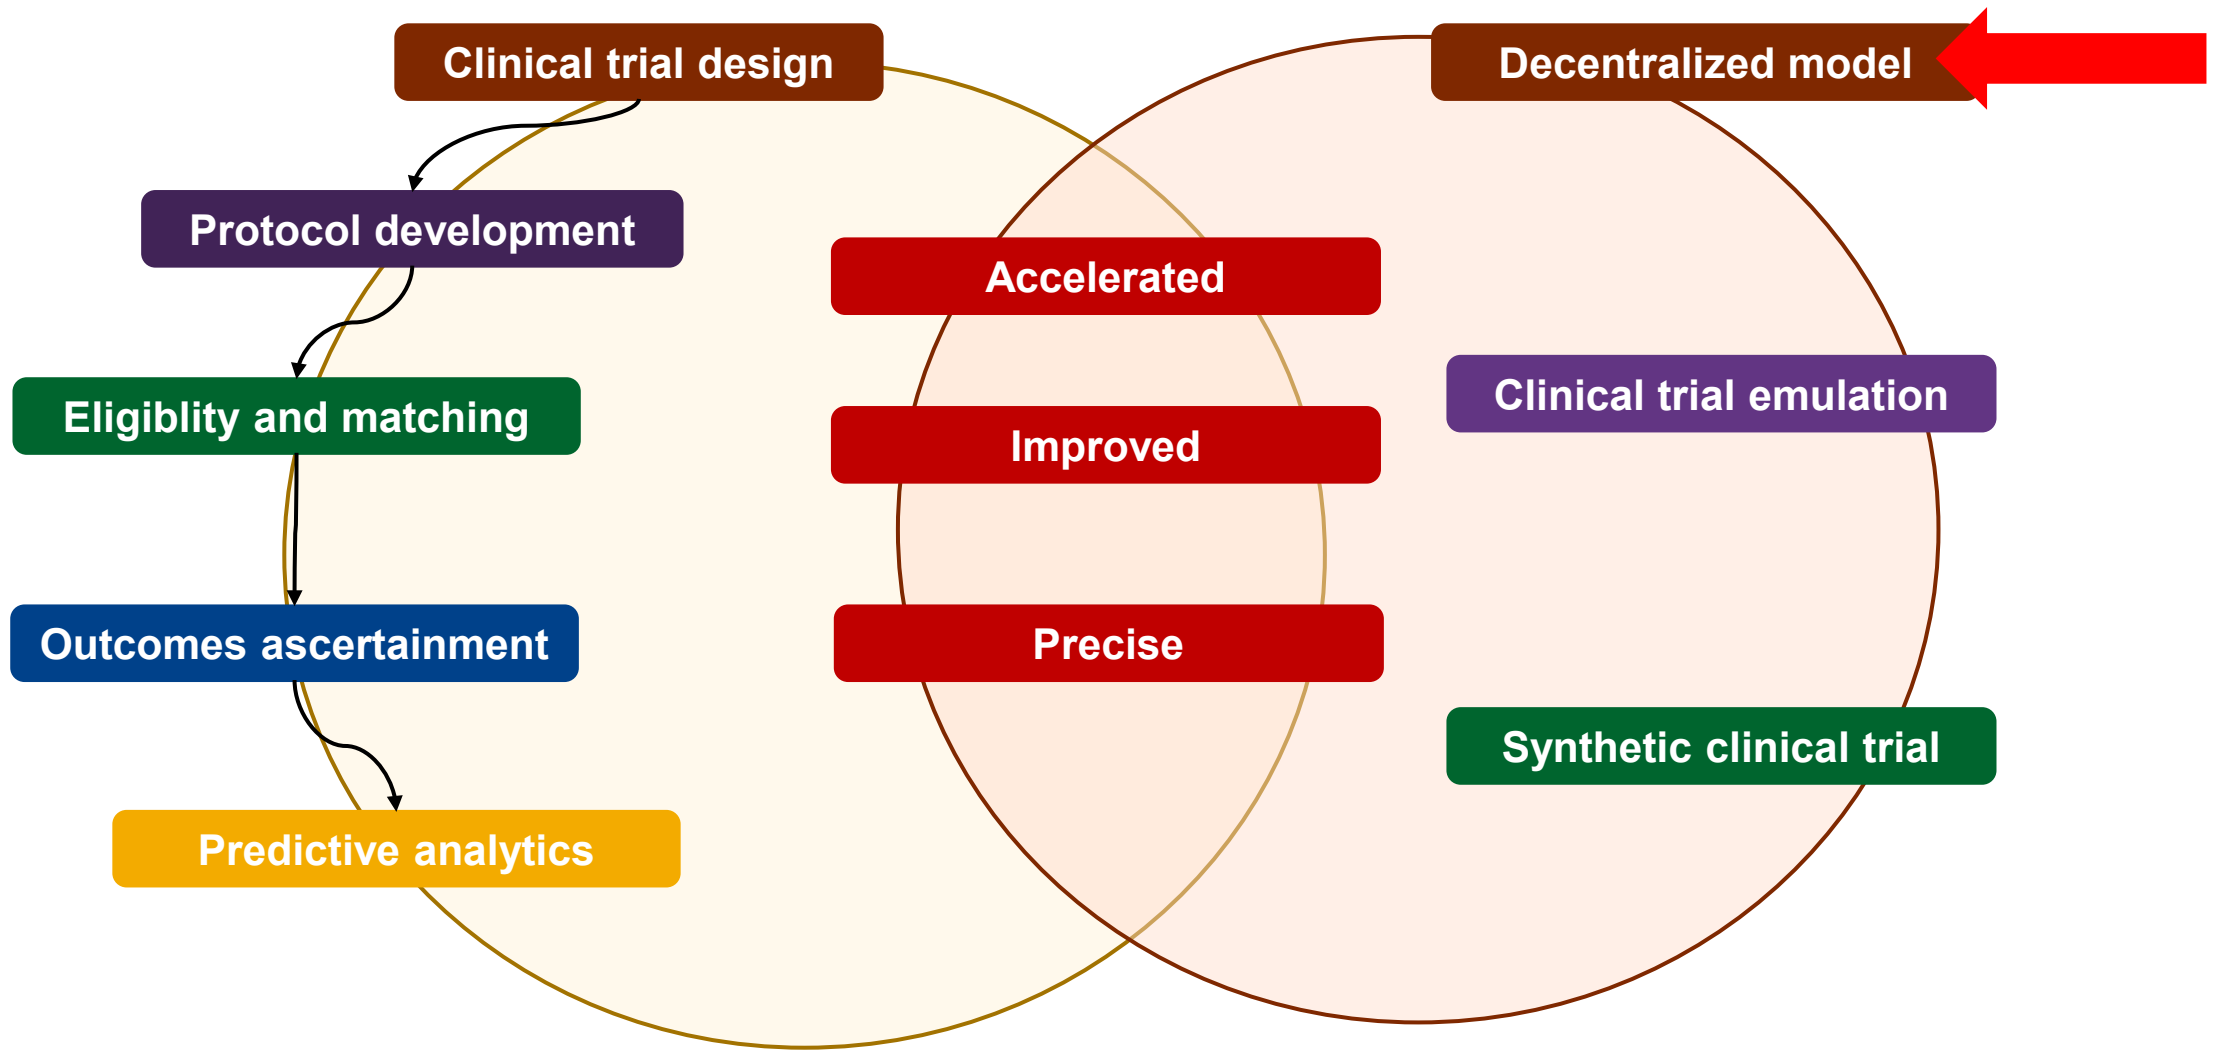 Clinical trial design
Decentralized model
Protocol development
Accelerated
Eligiblity and matching
Improved
Clinical trial emulation
Outcomes ascertainment
Precise
Synthetic clinical trial
Predictive analytics